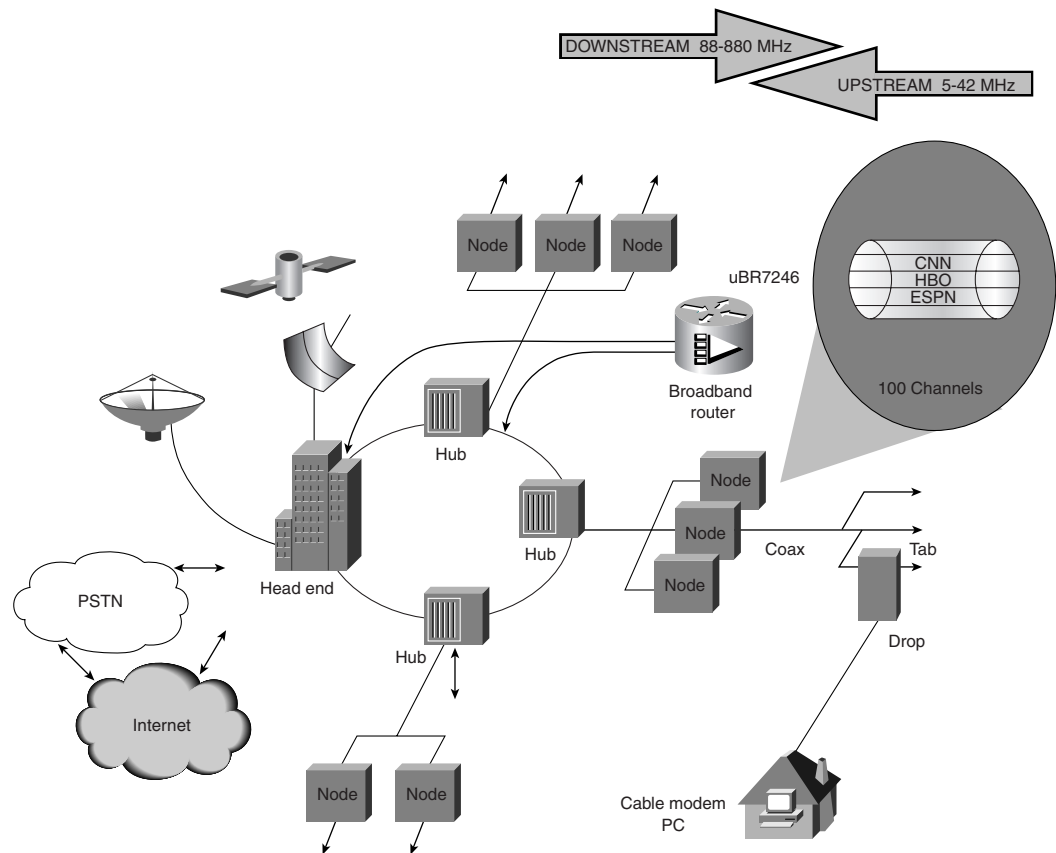 DOWNSTREAM 88-880 MHz
UPSTREAM 5-42 MHz
Node
Node
Node
uBR7246
CNN
HBO
ESPN
100 Channels
Broadband
router
Hub
Node
Node
Node
Hub
Coax
Tab
Head end
PSTN
Hub
Drop
Internet
Node
Node
Cable modem
PC